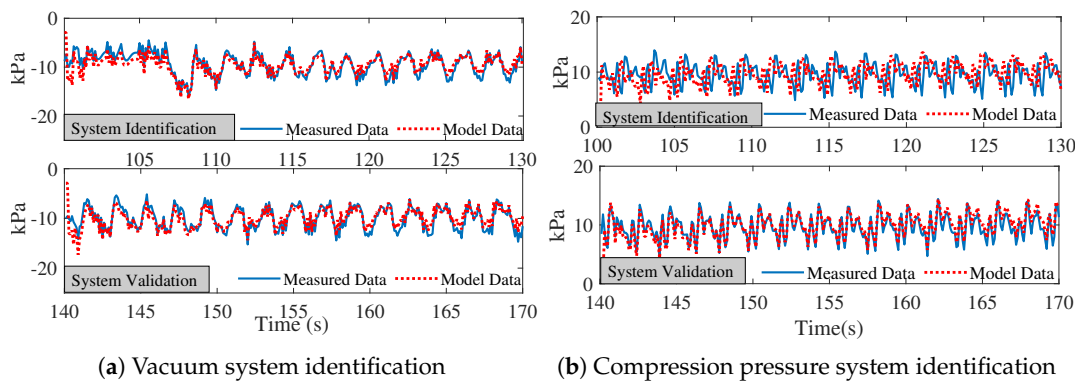 0
-10
-20
kPa
System Identification
Measured Data
Model Data
105
110
115
120
125
130
0
-10
-20
kPa
System Validation
Measured Data
Model Data
140
145
150
155
160
165
170
Time (s)
(a) Vacuum system identification
20
10
0
kPa
System Identification
Measured Data
Model Data
100
105
110
115
120
125
130
20
10
0
kPa
System Validation
Measured Data
Model Data
140
145
150
155
160
165
170
Time(s)
(b) Compression pressure system identification